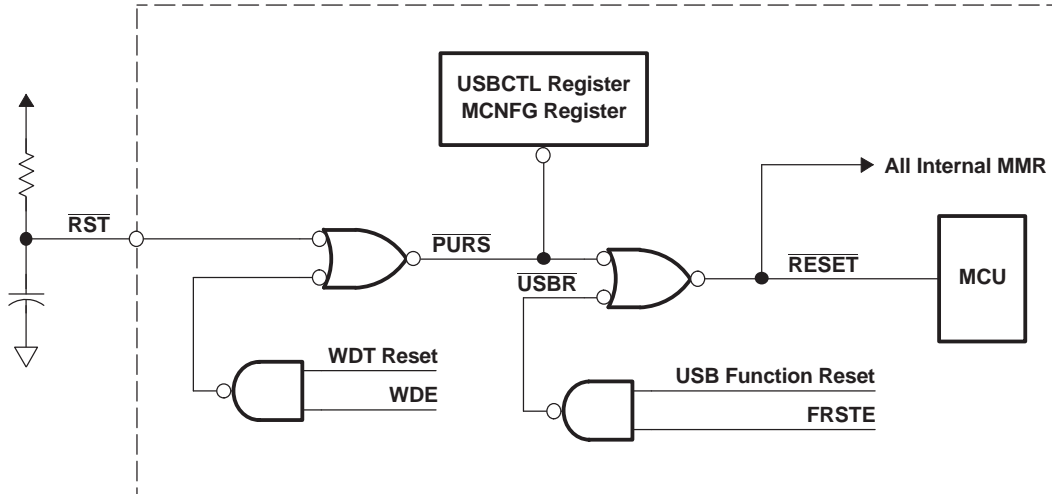 USBCTL Register
MCNFG Register
All Internal MMR
RST
PURS
USBR
RESET
MCU
WDT Reset
WDE
USB Function Reset
FRSTE